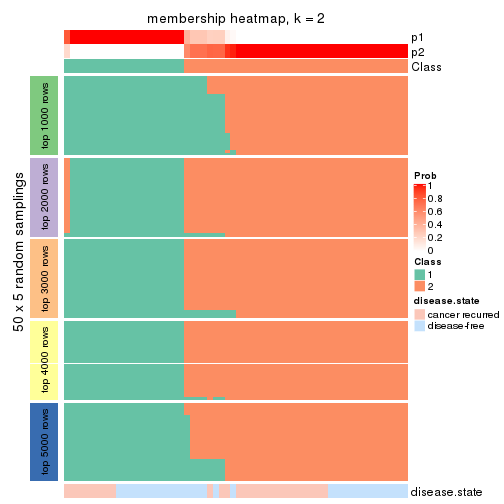 membership heatmap, k = 2
p1
p2
Class
50 x 5 random samplings
top 1000 rows
top 2000 rows
top 3000 rows
top 4000 rows
top 5000 rows
Prob
1
0.8
0.6
0.4
0.2
0
Class
1
2
disease.state
cancer recurred
disease-free
disease.state